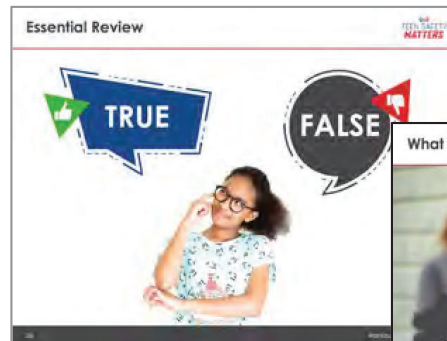 Essential Review
TEEN SAFETY
MATTERS
TRUE
FALSE
What